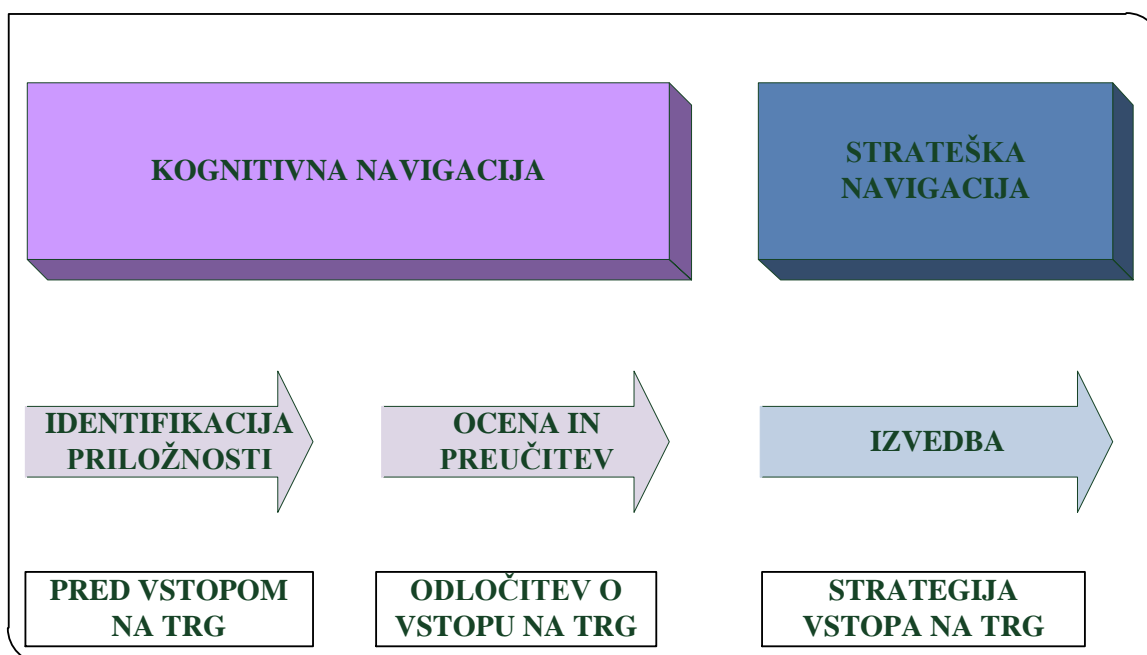 KOGNITIVNA NAVIGACIJA
STRATEŠKA
NAVIGACIJA
IDENTIFIKACIJA
PRILOŽNOSTI
OCENA IN
PREUČITEV
IZVEDBA
PRED VSTOPOM
NA TRG
ODLOČITEV O
VSTOPU NA TRG
STRATEGIJA
VSTOPA NA TRG